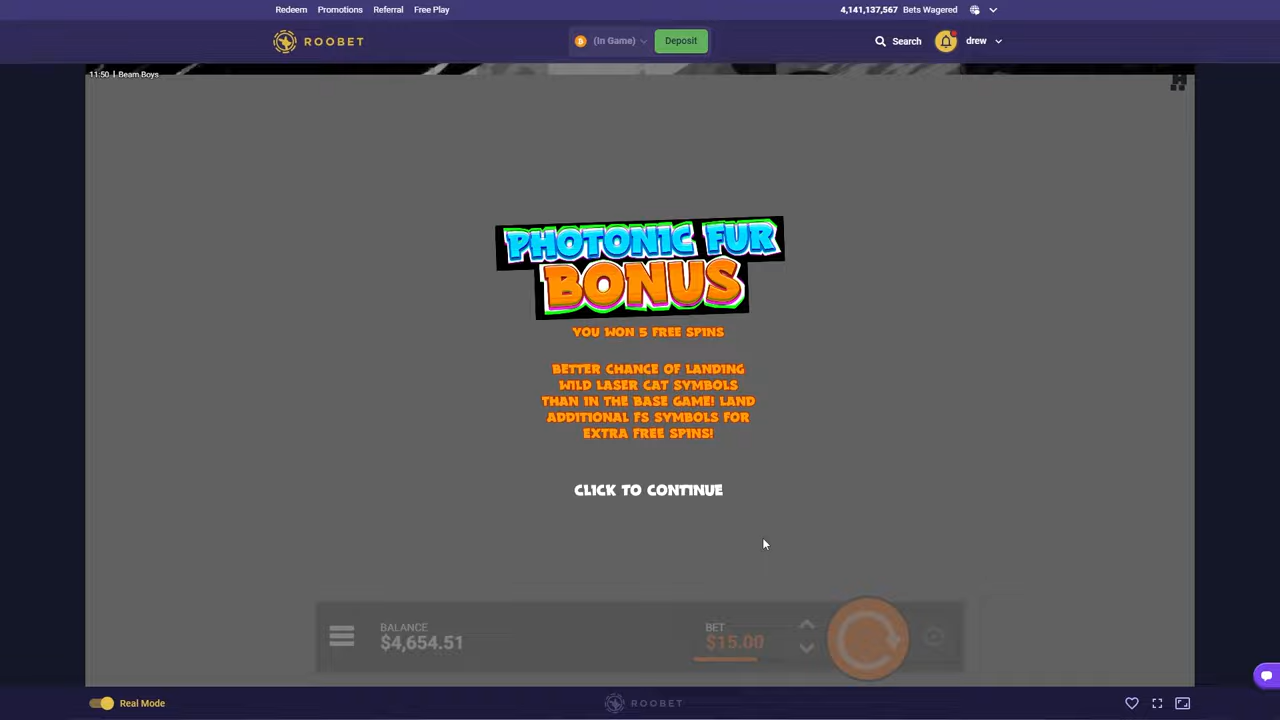 Redeem Promotions Referral Free Play 4,141,137,567 Bets Wagered
ROOBET (In Game) Deposit Search drew
11:50 | Beam Boys
PHOTONIC FUR
BONUS
YOU WON 5 FREE SPINS
BETTER CHANCE OF LANDING
WILD LASER CAT SYMBOLS
THAN IN THE BASE GAME! LAND
ADDITIONAL FS SYMBOLS FOR
EXTRA FREE SPINS!
CLICK TO CONTINUE
BALANCE BET
$4,654.51 $15.00
Real Mode ROOBET